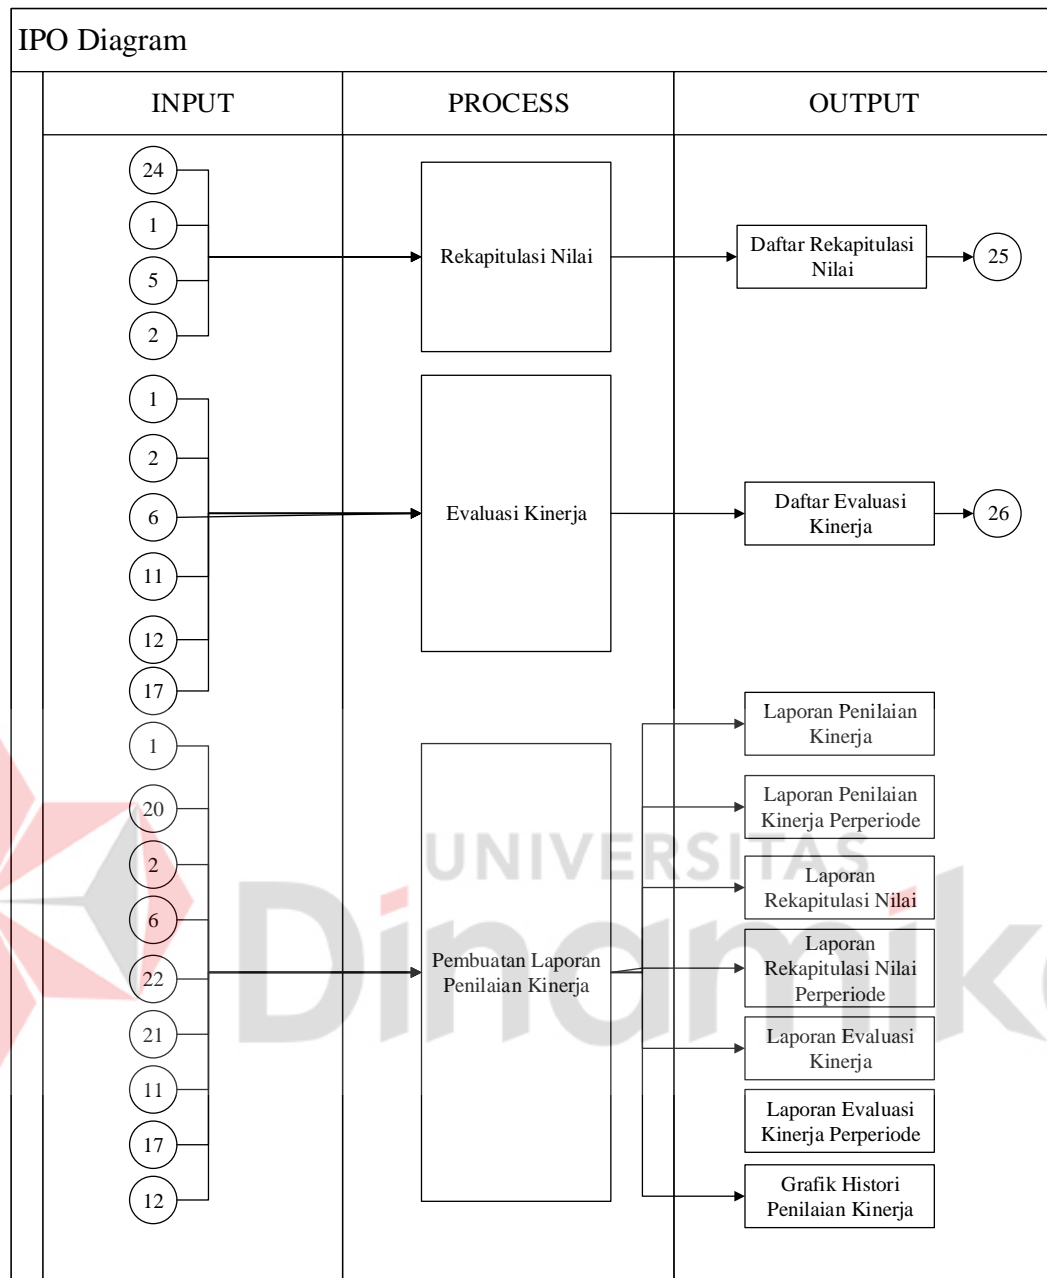 IPO Diagram
INPUT
PROCESS
OUTPUT
24
1
5
2
Rekapitulasi Nilai
Daftar Rekapitulasi
Nilai
25
1
2
6
11
12
17
Evaluasi Kinerja
Daftar Evaluasi
Kinerja
26
1
20
2
6
22
21
11
17
12
Pembuatan Laporan
Penilaian Kinerja
Laporan Penilaian
Kinerja
Laporan Penilaian
Kinerja Perperiode
Laporan
Rekapitulasi Nilai
Laporan
Rekapitulasi Nilai
Perperiode
Laporan Evaluasi
Kinerja
Laporan Evaluasi
Kinerja Perperiode
Grafik Histori
Penilaian Kinerja
UNIVERSITAS
Dinamika